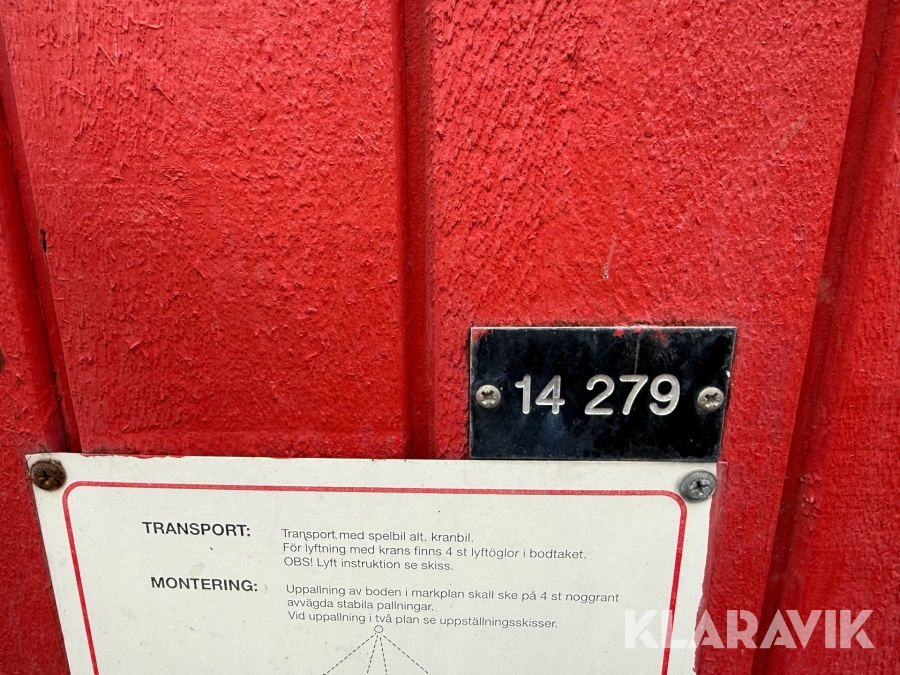 14 279
TRANSPORT:
Transport med spelbil alt. kranbil.
För lyftning med krans finns 4 st lyftöglor i bodtaket.
OBS! Lyft instruktion se skiss.
MONTERING:
Uppallning av boden i markplan skall ske på 4 st noggrant
avvägda stabila pallningar.
Vid uppallning i två plan se uppställningsskisser.
KLARAVIK